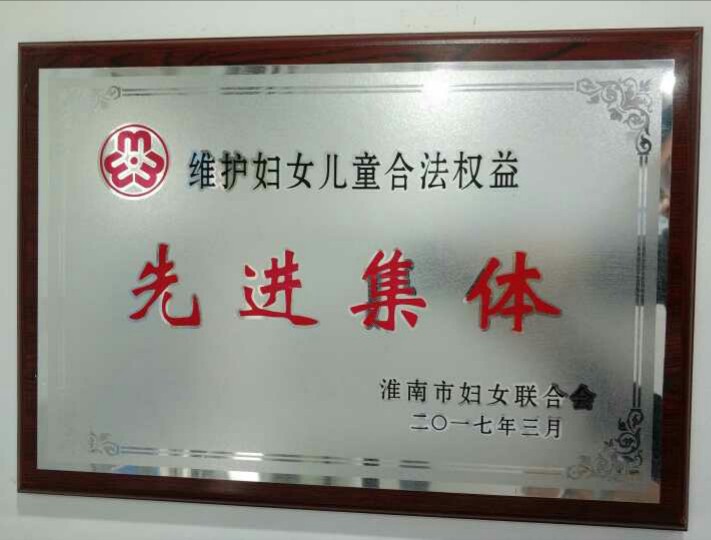 维护妇女儿童合法权益
先进集体
淮南市妇女联合会
二〇一七年三月